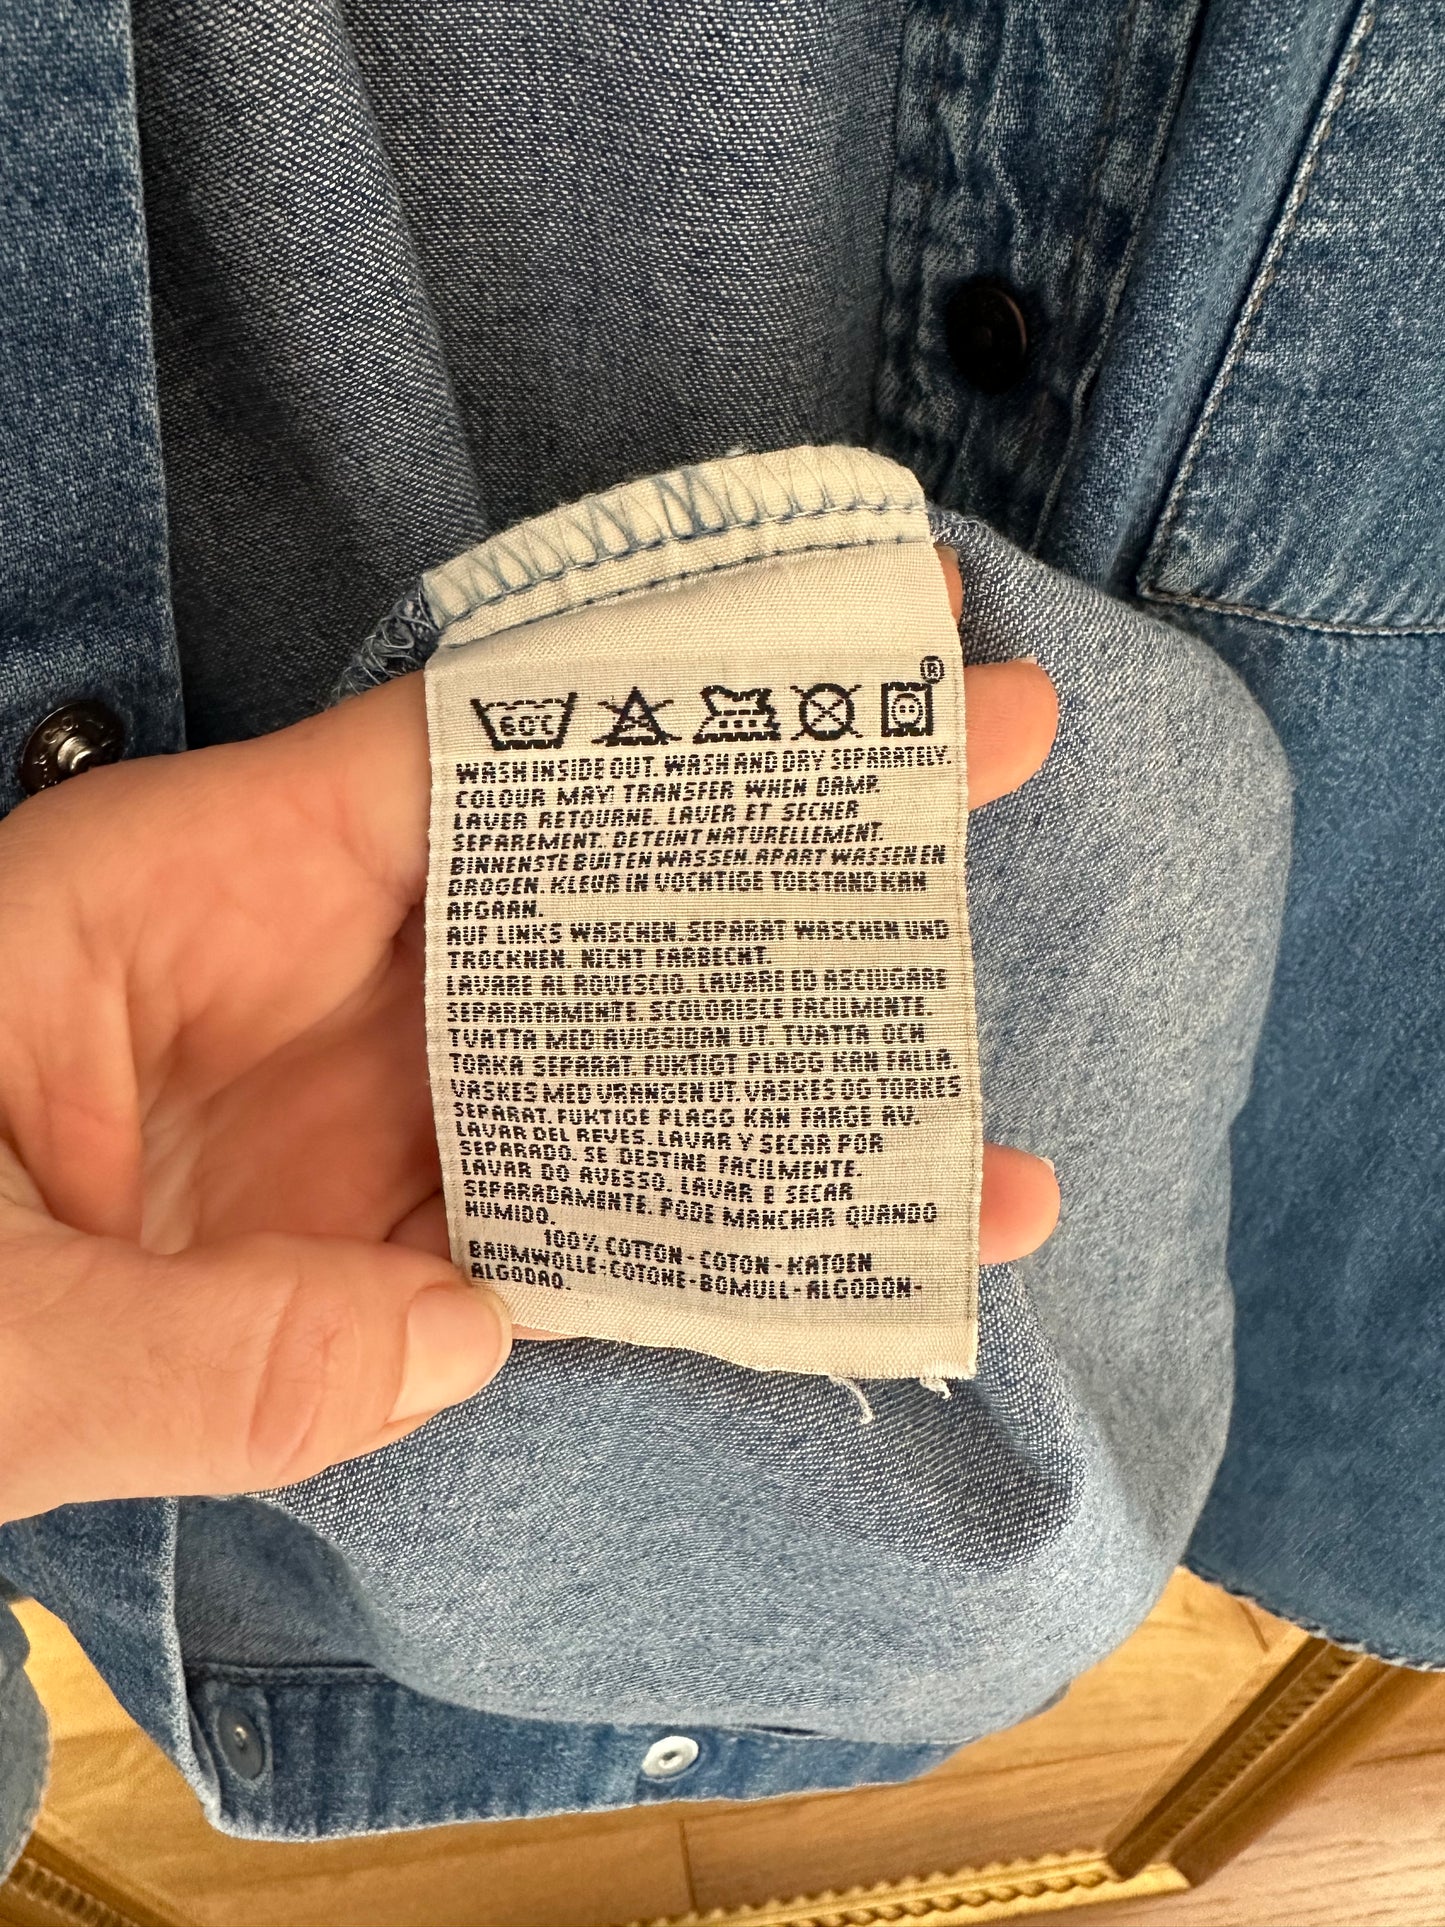 60°C
®
WASH INSIDE OUT. WASH AND DRY SEPARATELY.
COLOUR MAY TRANSFER WHEN DAMP.
LAVER RETOURNE. LAVER ET SECHER
SEPAREMENT. DETEINT NATURELLEMENT.
BINNENSTE BUITEN WASSEN. APART WASSEN EN
DROGEN. KLEUR IN VOCHTIGE TOESTAND KAN
AFGAAN.
AUF LINKS WASCHEN. SEPARAT WASCHEN UND
TROCKNEN. NICHT FARBECHT.
LAVARE AL ROVESCIO. LAVARE ED ASCIUGARE
SEPARATAMENTE. SCOLORISCE FACILMENTE.
TVATTA MED AVIGSIDAN UT. TVATTA OCH
TORKA SEPARAT. FUKTIGT PLAGG KAN FALLA.
VASKES MED VRANGEN UT. VASKES OG TORKES
SEPARAT. FUKTIGE PLAGG KAN FARGE AV.
LAVAR DEL REVES. LAVAR Y SECAR POR
SEPARADO. SE DESTINE FACILMENTE.
LAVAR DO AVESSO. LAVAR E SECAR
SEPARADAMENTE. PODE MANCHAR QUANDO
HUMIDO.
100% COTTON-COTON-KATOEN
BAUMWOLLE-COTONE-BOMULL-ALGODON-
ALGODAO.